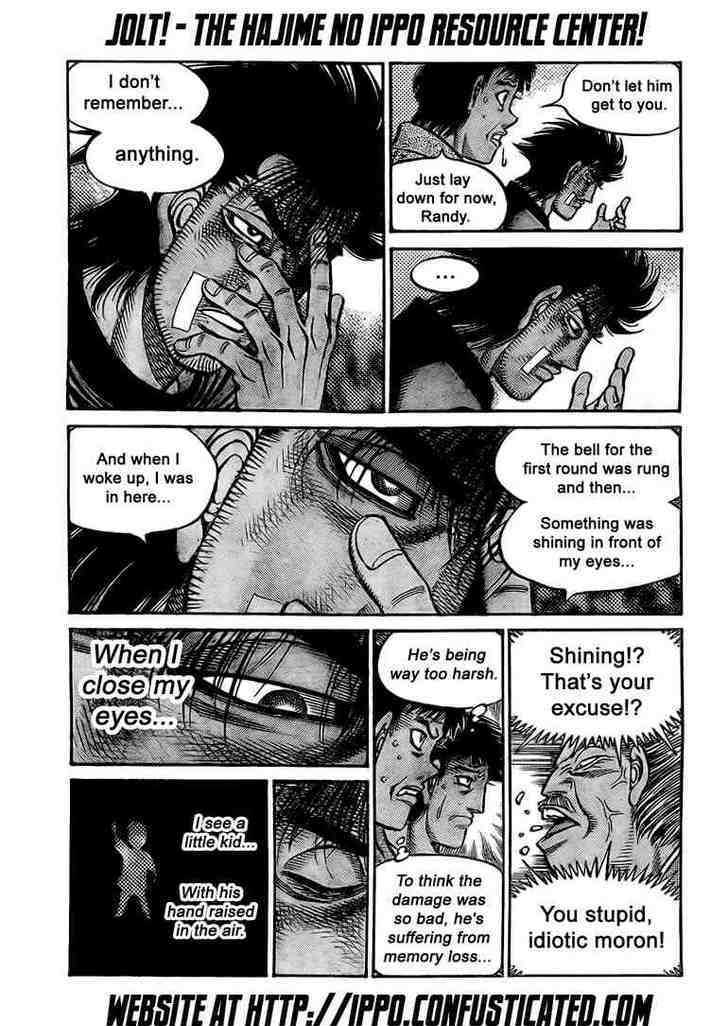 JOLT! - THE HAJIME NO IPPO RESOURCE CENTER!
Don't let him
get to you.
Just lay
down for now,
Randy.
I don't
remember...
anything.
...
The bell for the
first round was rung
and then...
Something was
shining in front of
my eyes...
And when I
woke up, I was
in here...
Shining!?
That's your
excuse!?
You stupid,
idiotic moron!
He's being
way too harsh.
To think the
damage was
so bad, he's
suffering from
memory loss...
When I
close my
eyes...
I see a
little kid...
With his
hand raised
in the air.
WEBSITE AT HTTP://IPPO.CONFUSTICATED.COM